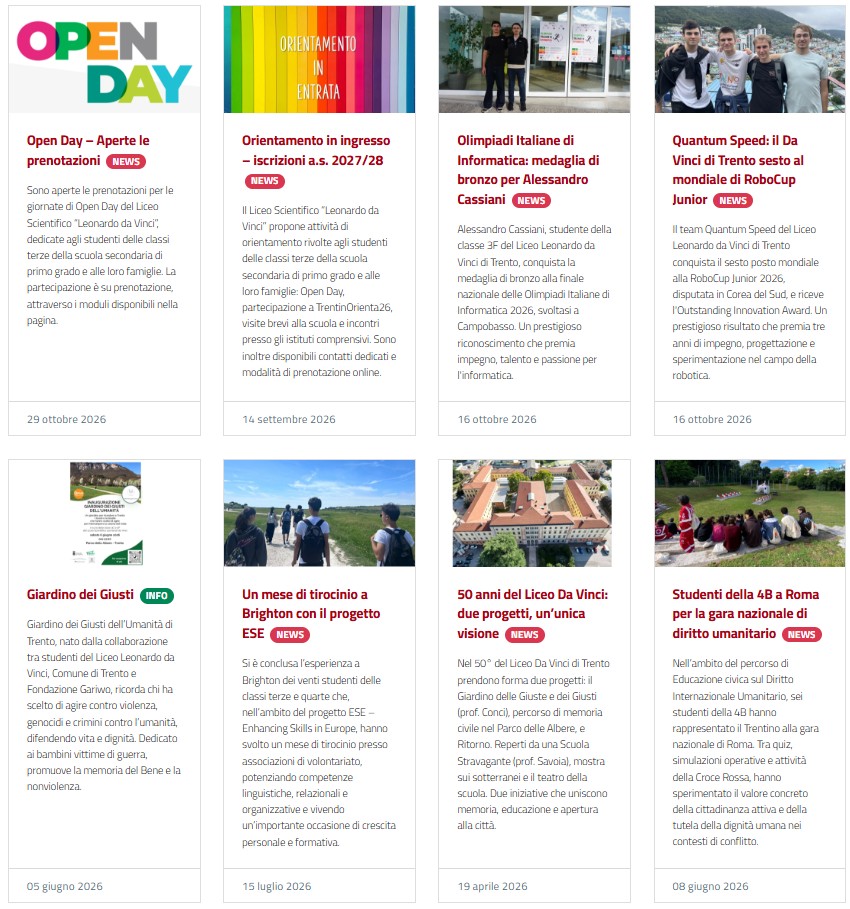 OPEN
DAY
Open Day – Aperte le
prenotazioni NEWS
Sono aperte le prenotazioni per le
giornate di Open Day del Liceo
Scientifico "Leonardo da Vinci",
dedicate agli studenti delle classi
terze della scuola secondaria di
primo grado e alle loro famiglie. La
partecipazione è su prenotazione,
attraverso i moduli disponibili nella
pagina.
29 ottobre 2026
ORIENTAMENTO
IN
ENTRATA
Orientamento in ingresso
– iscrizioni a.s. 2027/28
NEWS
Il Liceo Scientifico "Leonardo da
Vinci" propone attività di
orientamento rivolte agli studenti
delle classi terze della scuola
secondaria di primo grado e alle
loro famiglie: Open Day,
partecipazione a TrentinOrienta26,
visite brevi alla scuola e incontri
presso gli istituti comprensivi. Sono
inoltre disponibili contatti dedicati e
modalità di prenotazione online.
14 settembre 2026
Olimpiadi Italiane di
Informatica: medaglia di
bronzo per Alessandro
Cassiani NEWS
Alessandro Cassiani, studente della
classe 3F del Liceo Leonardo da
Vinci di Trento, conquista la
medaglia di bronzo alla finale
nazionale delle Olimpiadi Italiane di
Informatica 2026, svoltasi a
Campobasso. Un prestigioso
riconoscimento che premia
impegno, talento e passione per
l'informatica.
16 ottobre 2026
Quantum Speed: il Da
Vinci di Trento sesto al
mondiale di RoboCup
Junior NEWS
Il team Quantum Speed del Liceo
Leonardo da Vinci di Trento
conquista il sesto posto mondiale
alla RoboCup Junior 2026,
disputata in Corea del Sud, e riceve
l'Outstanding Innovation Award. Un
prestigioso risultato che premia tre
anni di impegno, progettazione e
sperimentazione nel campo della
robotica.
16 ottobre 2026
INAUGURAZIONE
GIARDINO DEI GIUSTI
DELL'UMANITÀ
Giardino dei Giusti INFO
Giardino dei Giusti dell'Umanità di
Trento, nato dalla collaborazione
tra studenti del Liceo Leonardo da
Vinci, Comune di Trento e
Fondazione Gariwo, ricorda chi ha
scelto di agire contro violenza,
genocidi e crimini contro l'umanità,
difendendo vita e dignità. Dedicato
ai bambini vittime di guerra,
promuove la memoria del Bene e la
nonviolenza.
05 giugno 2026
Un mese di tirocinio a
Brighton con il progetto
ESE NEWS
Si è conclusa l'esperienza a
Brighton dei venti studenti delle
classi terze e quarte che,
nell'ambito del progetto ESE –
Enhancing Skills in Europe, hanno
svolto un mese di tirocinio presso
associazioni di volontariato,
potenziando competenze
linguistiche, relazionali e
organizzative e vivendo
un'importante occasione di crescita
personale e formativa.
15 luglio 2026
50 anni del Liceo Da Vinci:
due progetti, un'unica
visione NEWS
Nel 50° del Liceo Da Vinci di Trento
prendono forma due progetti: il
Giardino delle Giuste e dei Giusti
(prof. Conci), percorso di memoria
civile nel Parco delle Albere, e
Ritorno. Reperti da una Scuola
Stravagante (prof. Savoia), mostra
sui sotterranei e il teatro della
scuola. Due iniziative che uniscono
memoria, educazione e apertura
alla città.
19 aprile 2026
Studenti della 4B a Roma
per la gara nazionale di
diritto umanitario NEWS
Nell'ambito del percorso di
Educazione civica sul Diritto
Internazionale Umanitario, sei
studenti della 4B hanno
rappresentato il Trentino alla gara
nazionale di Roma. Tra quiz,
simulazioni operative e attività
della Croce Rossa, hanno
sperimentato il valore concreto
della cittadinanza attiva e della
tutela della dignità umana nei
contesti di conflitto.
08 giugno 2026